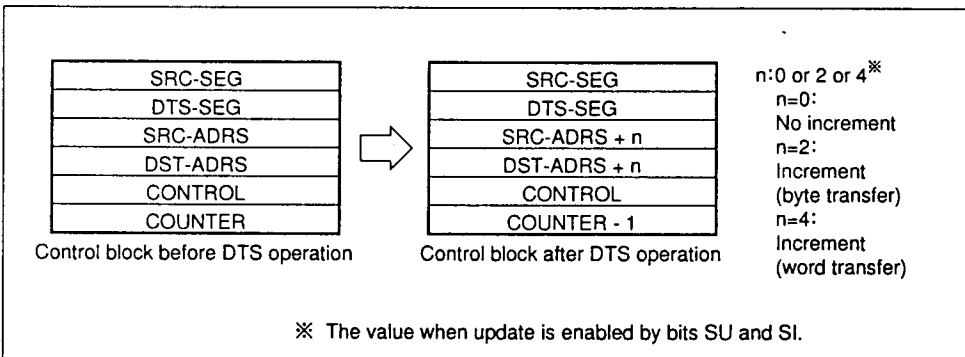 SRC-SEG
DTS-SEG
SRC-ADRS
DST-ADRS
CONTROL
COUNTER
Control block before DTS operation
SRC-SEG
DTS-SEG
SRC-ADRS + n
DST-ADRS + n
CONTROL
COUNTER - 1
Control block after DTS operation
n:0 or 2 or 4※
n=0:
No increment
n=2:
Increment
(byte transfer)
n=4:
Increment
(word transfer)
※ The value when update is enabled by bits SU and SI.